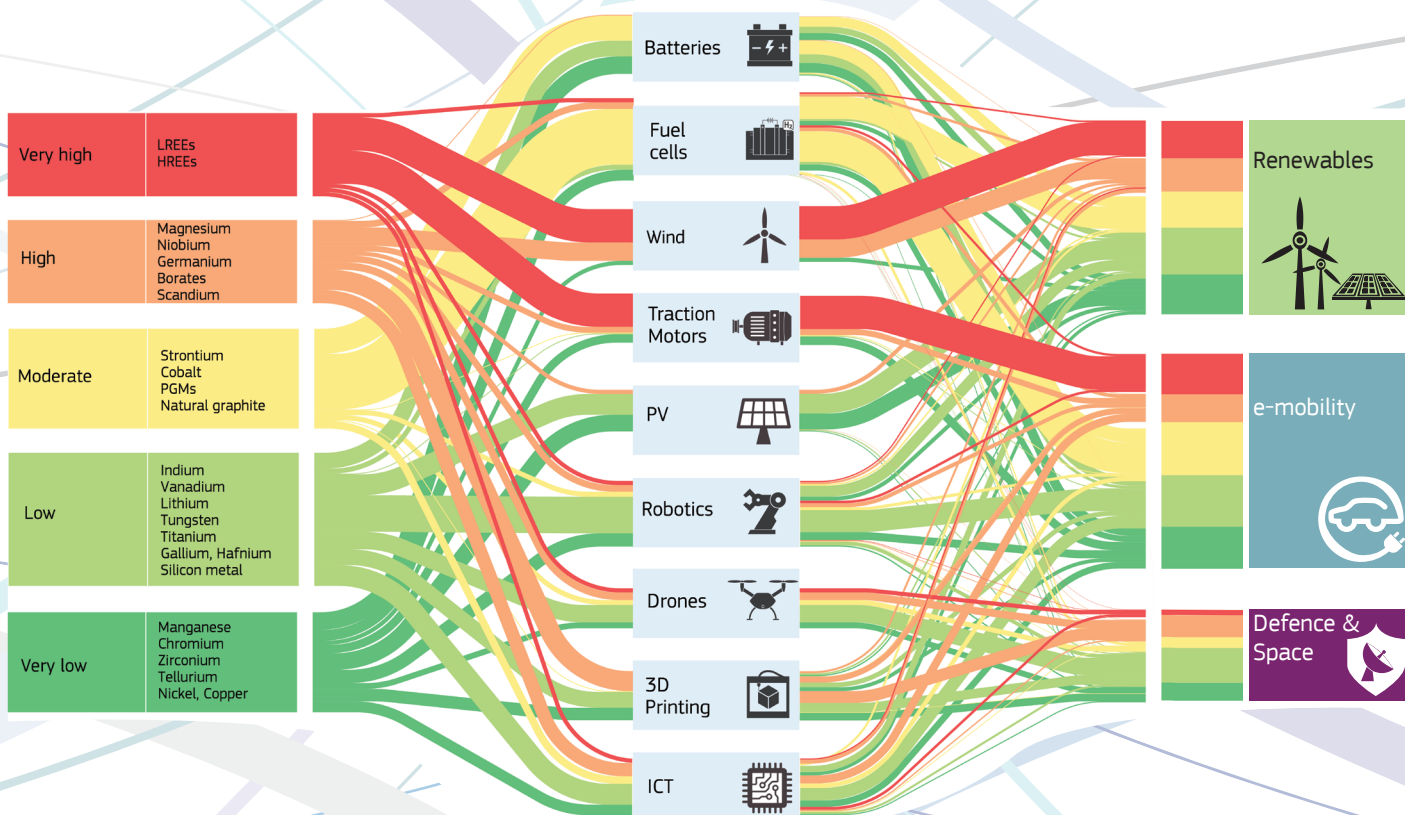 Very high
LREEs
HREEs
High
Magnesium
Niobium
Germanium
Borates
Scandium
Moderate
Strontium
Cobalt
PGMs
Natural graphite
Low
Indium
Vanadium
Lithium
Tungsten
Titanium
Gallium, Hafnium
Silicon metal
Very low
Manganese
Chromium
Zirconium
Tellurium
Nickel, Copper
Batteries
Fuel
cells
H2
Wind
Traction
Motors
PV
Robotics
Drones
3D
Printing
ICT
Renewables
e-mobility
Defence &
Space